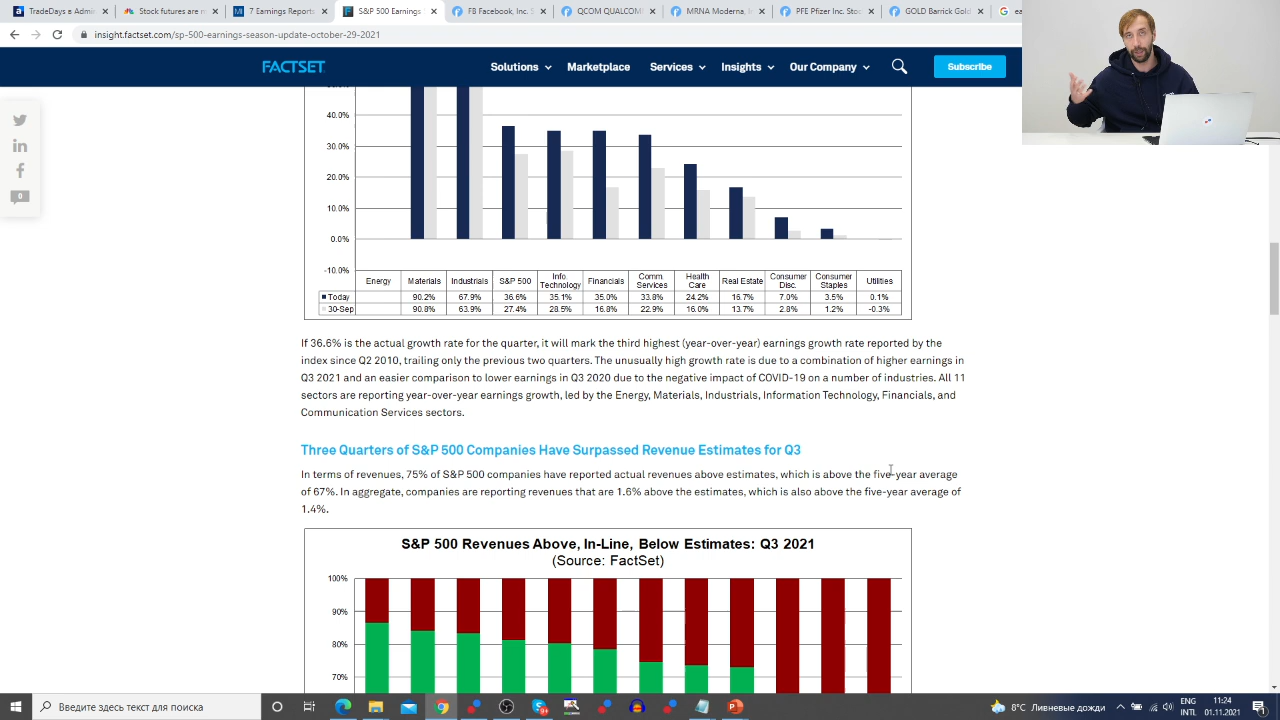 TradeDays в Админ
Stock futures are r
7 Earnings Reports
S&P 500 Earnings
FB Facebook, Inc. S
QCOM QUALCOMM
MRNA Moderna, In
PFE Pfizer Inc. Stoc
GOLD Barrick Gold
ea
insight.factset.com/sp-500-earnings-season-update-october-29-2021
FACTSET
Solutions
Marketplace
Services
Insights
Our Company
Subscribe
40.0%
30.0%
20.0%
10.0%
0.0%
-10.0%
Energy Materials Industrials S&P 500 Info. Technology Financials Comm. Services Health Care Real Estate Consumer Disc. Consumer Staples Utilities
Today 90.2% 67.9% 36.6% 35.1% 35.0% 33.8% 24.2% 16.7% 7.0% 3.5% 0.1%
30-Sep 90.8% 63.9% 27.4% 28.5% 16.8% 22.9% 16.0% 13.7% 2.8% 1.2% -0.3%
0
If 36.6% is the actual growth rate for the quarter, it will mark the third highest (year-over-year) earnings growth rate reported by the
index since Q2 2010, trailing only the previous two quarters. The unusually high growth rate is due to a combination of higher earnings in
Q3 2021 and an easier comparison to lower earnings in Q3 2020 due to the negative impact of COVID-19 on a number of industries. All 11
sectors are reporting year-over-year earnings growth, led by the Energy, Materials, Industrials, Information Technology, Financials, and
Communication Services sectors.
Three Quarters of S&P 500 Companies Have Surpassed Revenue Estimates for Q3
In terms of revenues, 75% of S&P 500 companies have reported actual revenues above estimates, which is above the five-year average
of 67%. In aggregate, companies are reporting revenues that are 1.6% above the estimates, which is also above the five-year average of
1.4%.
S&P 500 Revenues Above, In-Line, Below Estimates: Q3 2021
(Source: FactSet)
100%
90%
80%
70%
Введите здесь текст для поиска
8°C Ливневые дожди
ENG
INTL
11:24
01.11.2021